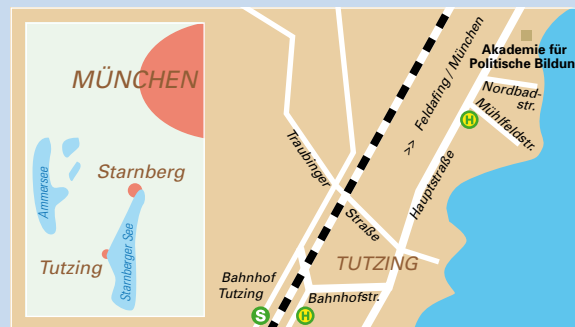 MÜNCHEN
Starnberg
Ammersee
Starnberger See
Tutzing
Akademie für
Politische Bildun
Nordbad-
str.
Mühlfeldstr.
H
>> Feldafing / München
Hauptstraße
Traubinger
Straße
TUTZING
Bahnhof
Tutzing
S
H
Bahnhofstr.